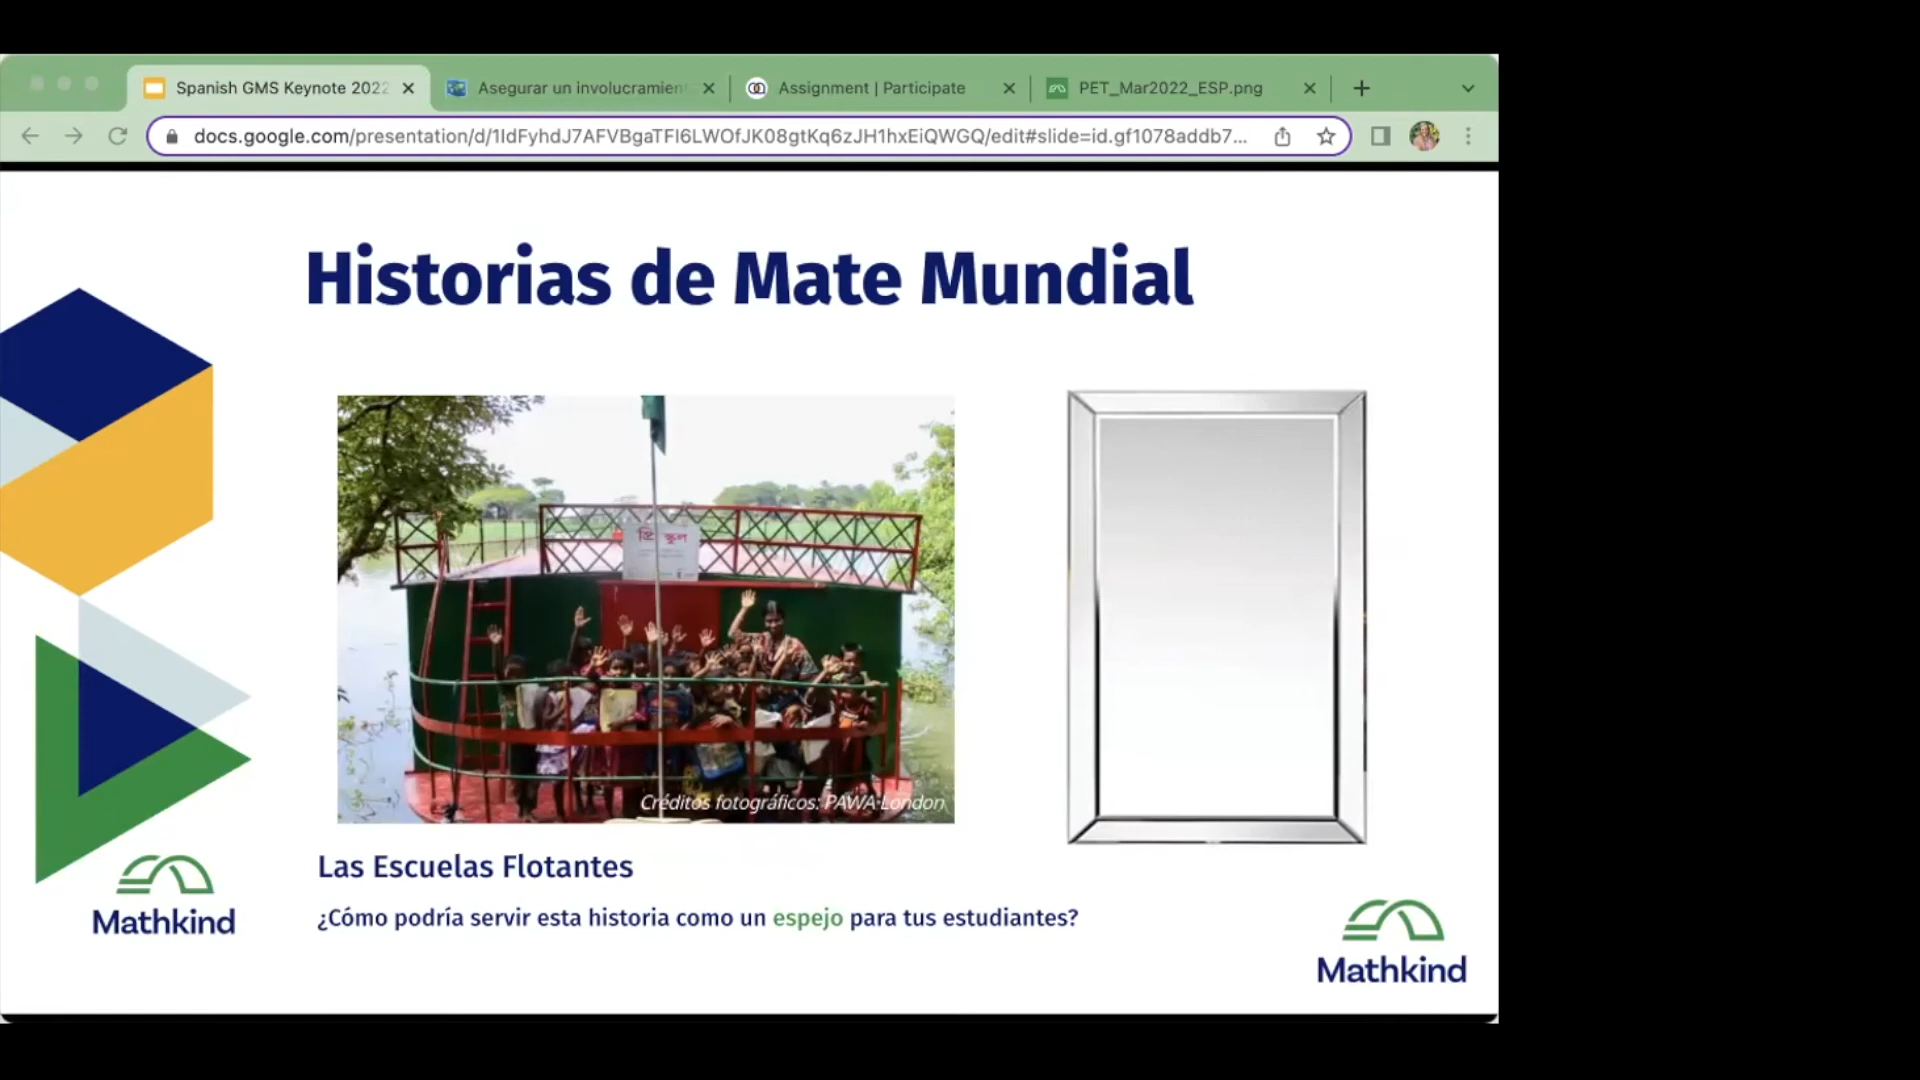 Spanish GMS Keynote 2022
Asegurar un involucramien
Assignment | Participate
PET_Mar2022_ESP.png
docs.google.com/presentation/d/1IdFyhdJ7AFVBgaTFI6LWOfJK08gtKq6zJH1hxEiQWGQ/edit#slide=id.gf1078addb7...
Historias de Mate Mundial
স্কুল
Créditos fotográficos: PAWA-London
Las Escuelas Flotantes
¿Cómo podría servir esta historia como un espejo para tus estudiantes?
Mathkind
Mathkind